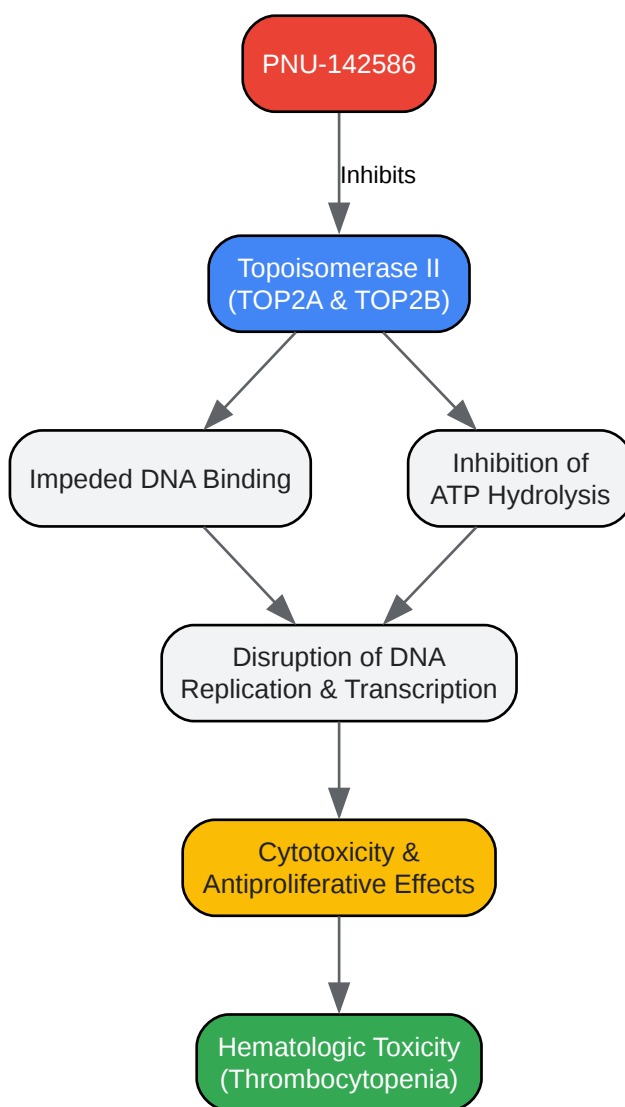 PNU-142586
Inhibits
Topoisomerase II
(TOP2A & TOP2B)
Impeded DNA Binding
Inhibition of
ATP Hydrolysis
Disruption of DNA
Replication & Transcription
Cytotoxicity &
Antiproliferative Effects
Hematologic Toxicity
(Thrombocytopenia)